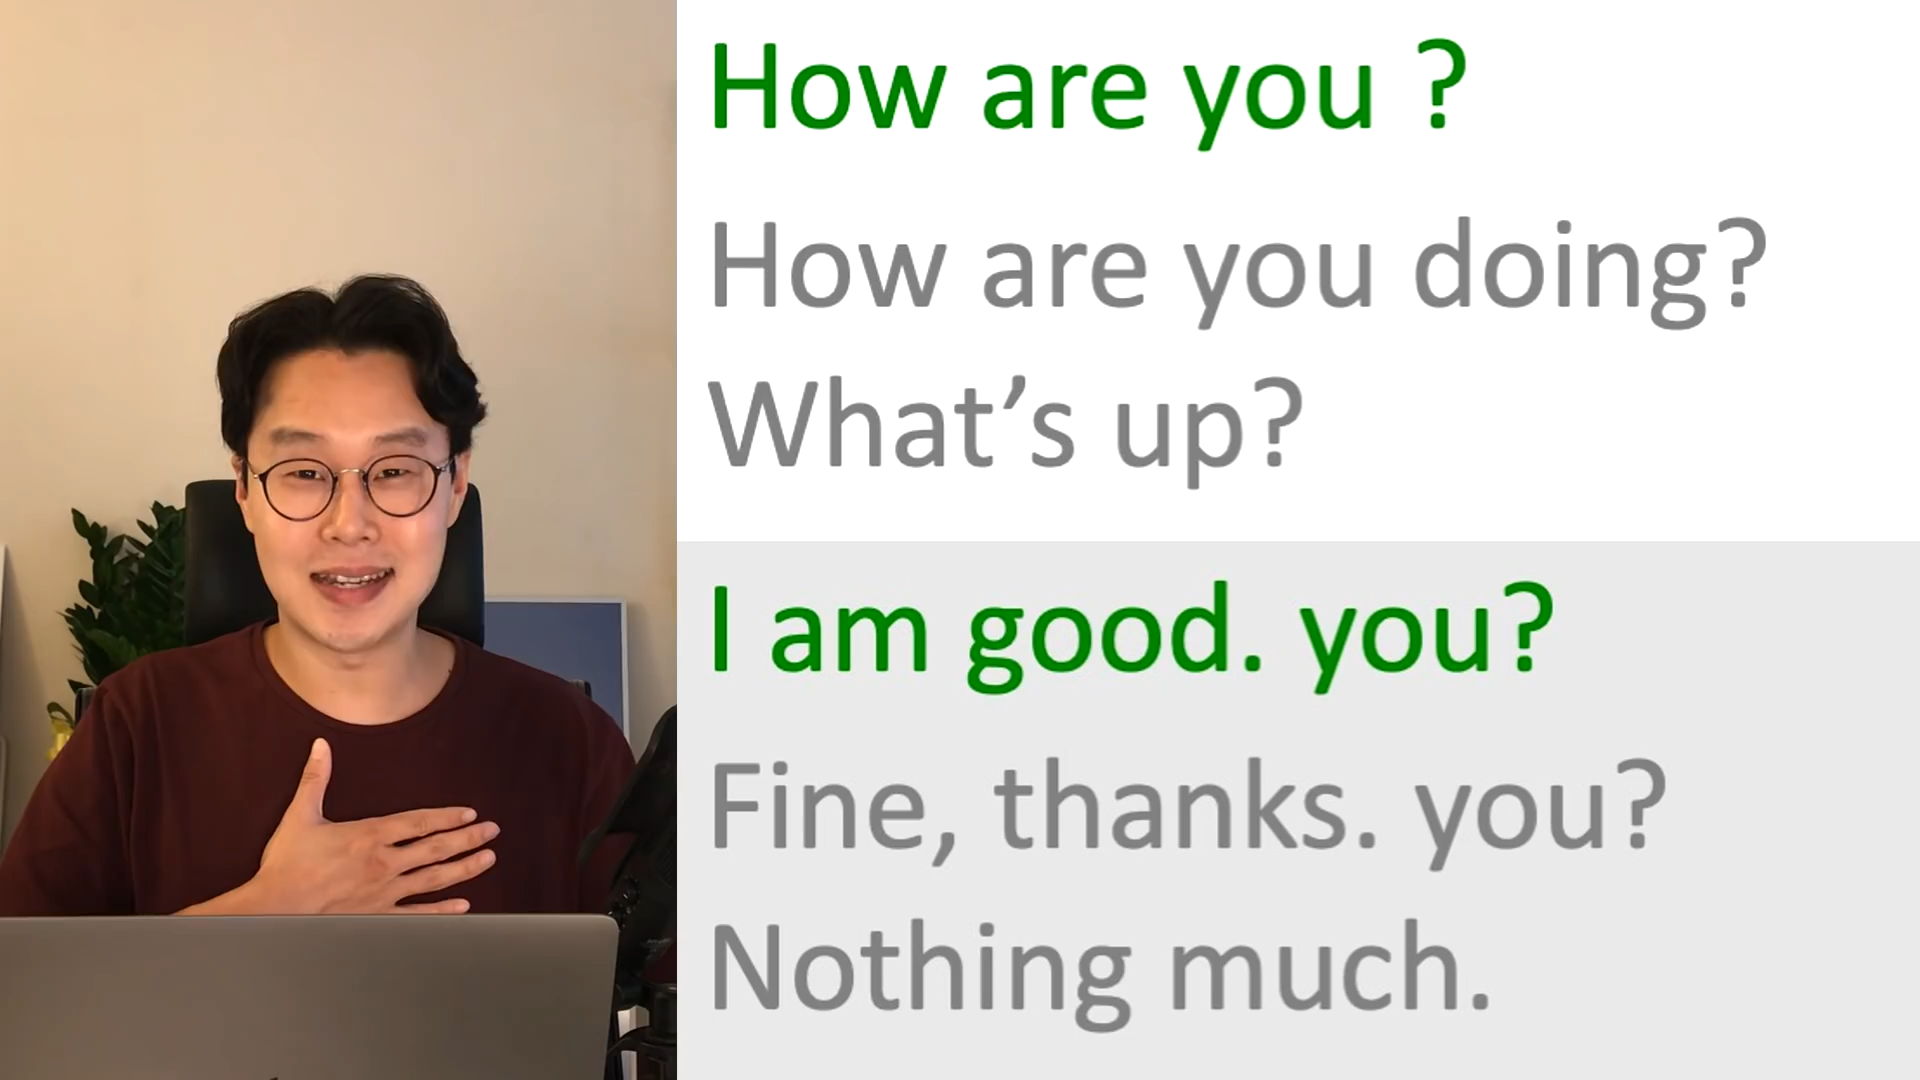 How are you ?
How are you doing?
What’s up?
I am good. you?
Fine, thanks. you?
Nothing much.